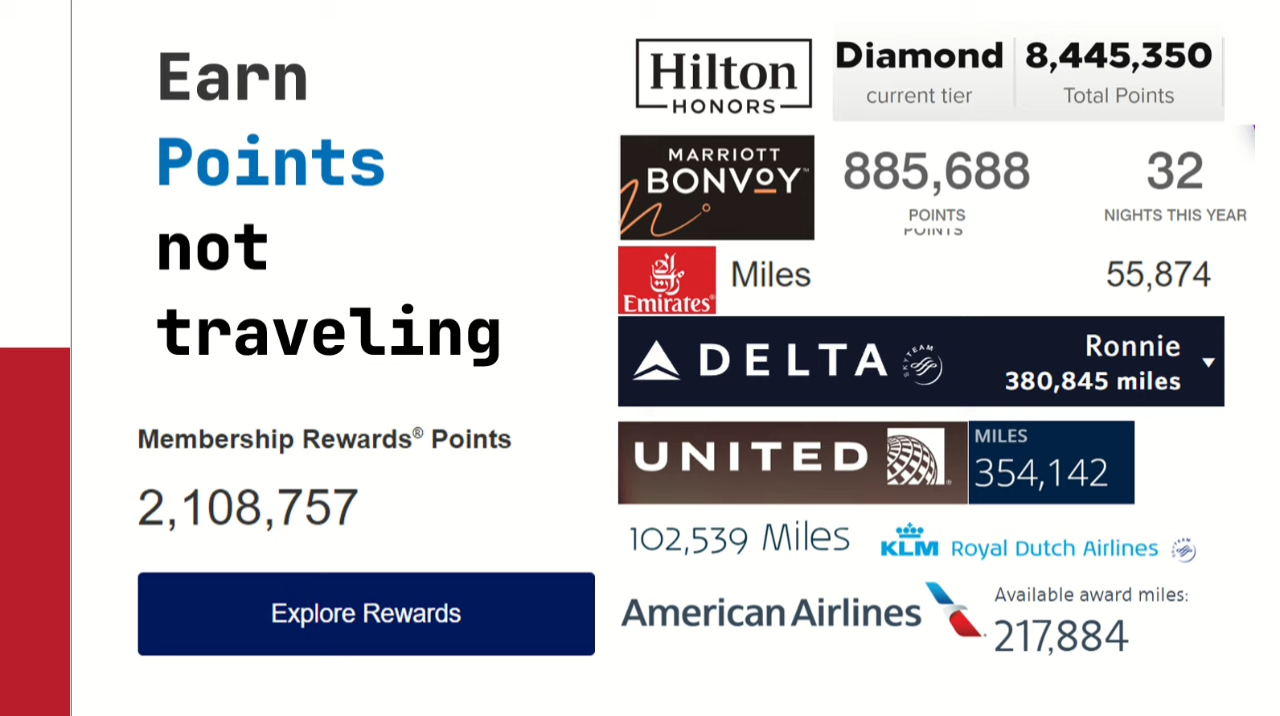 Earn
Points
not
traveling
Membership Rewards® Points
2,108,757
Explore Rewards
Hilton
HONORS
Diamond
current tier
8,445,350
Total Points
MARRIOTT
BONVOY™
885,688
POINTS
POINTS
32
NIGHTS THIS YEAR
Emirates®
Miles
55,874
DELTA
SKYTEAM
Ronnie
380,845 miles
UNITED
MILES
354,142
102,539 Miles
KLM Royal Dutch Airlines
American Airlines
Available award miles:
217,884